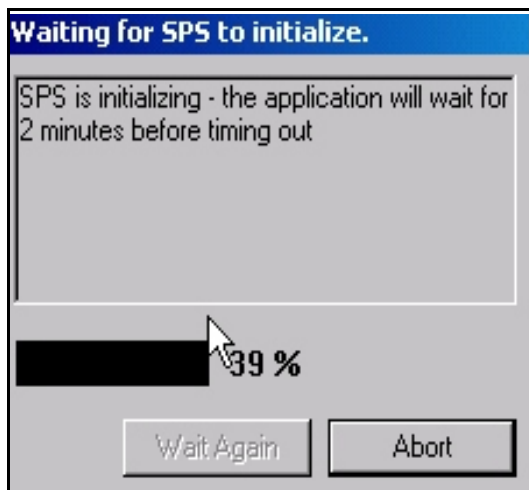 Waiting for SPS to initialize.
SPS is initializing - the application will wait for
2 minutes before timing out
39 %
Wait Again
Abort